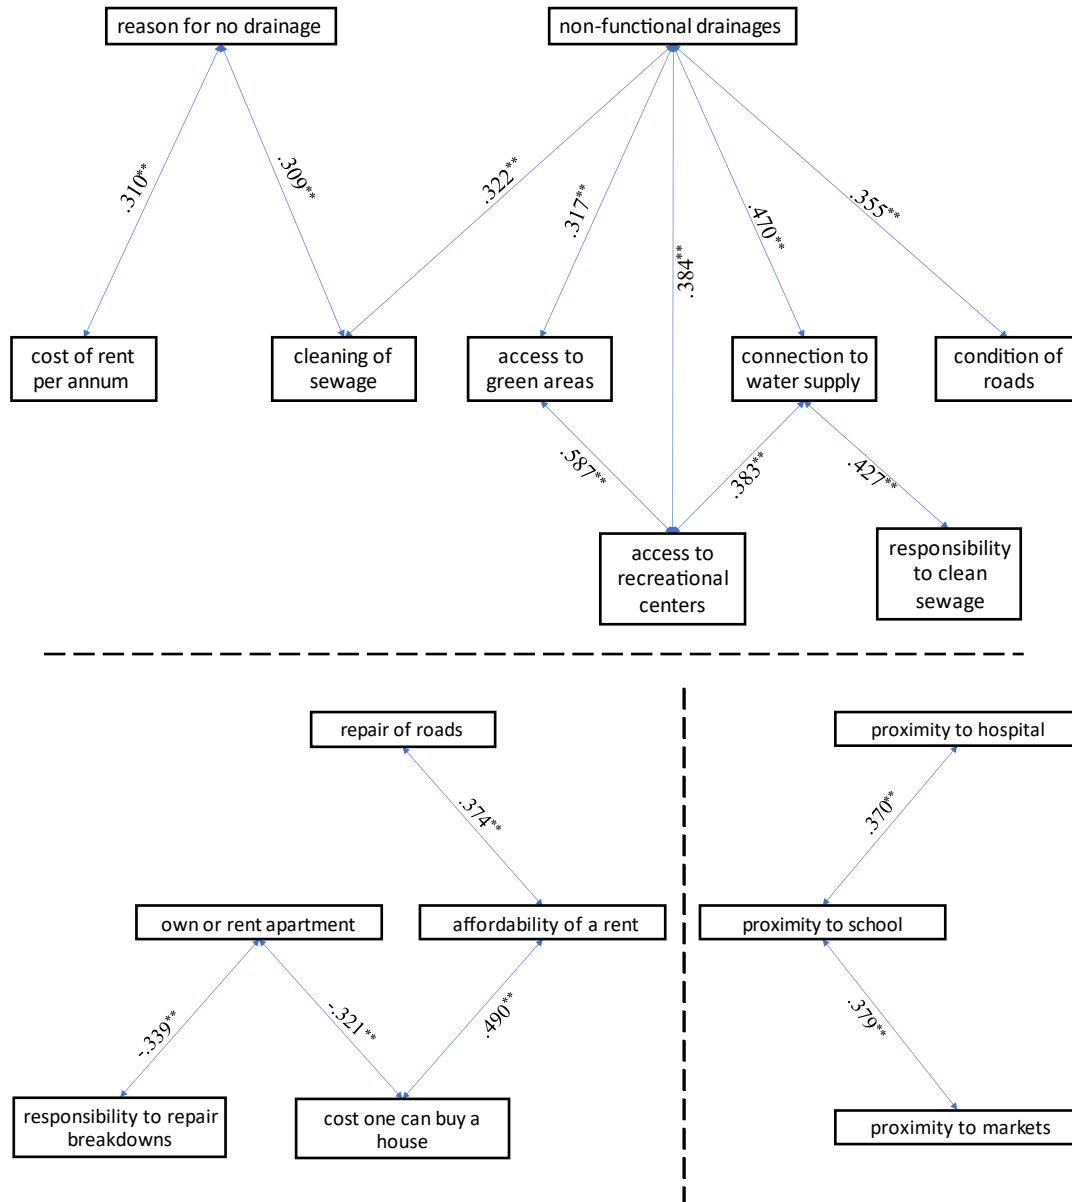 reason for no drainage
non-functional drainages
.310**
.309**
.322**
.317**
.384**
.470**
.355**
cost of rent
per annum
cleaning of
sewage
access to
green areas
connection to
water supply
condition of
roads
.587**
.383**
.427**
access to
recreational
centers
responsibility
to clean
sewage
repair of roads
proximity to hospital
.374**
.370**
own or rent apartment
affordability of a rent
proximity to school
-.339**
-.321**
.490**
.379**
responsibility to repair
breakdowns
cost one can buy a
house
proximity to markets